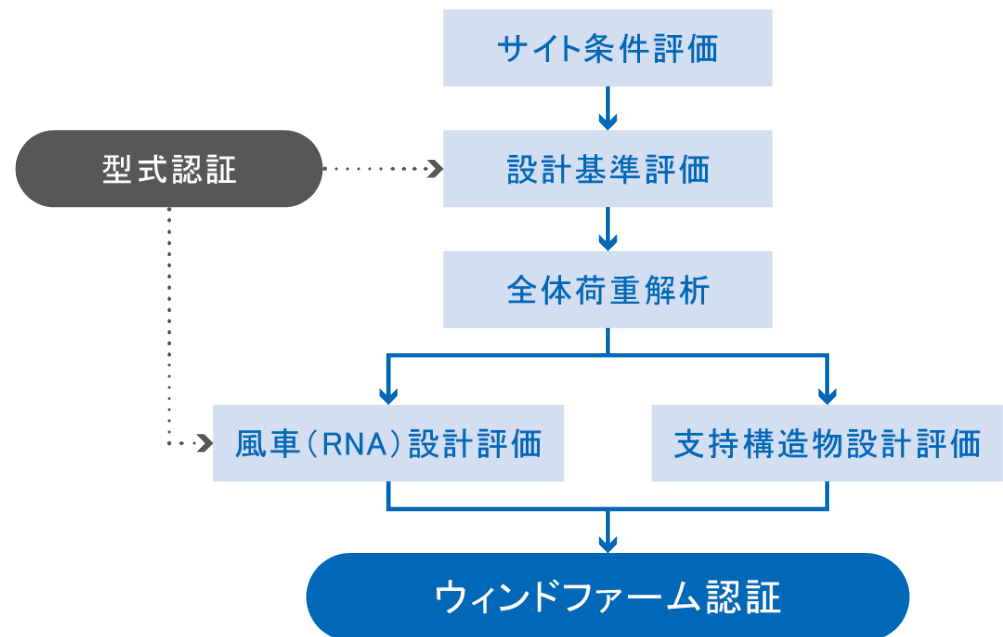 サイト条件評価
型式認証
設計基準評価
全体荷重解析
風車(RNA)設計評価
支持構造物設計評価
ウィンドファーム認証